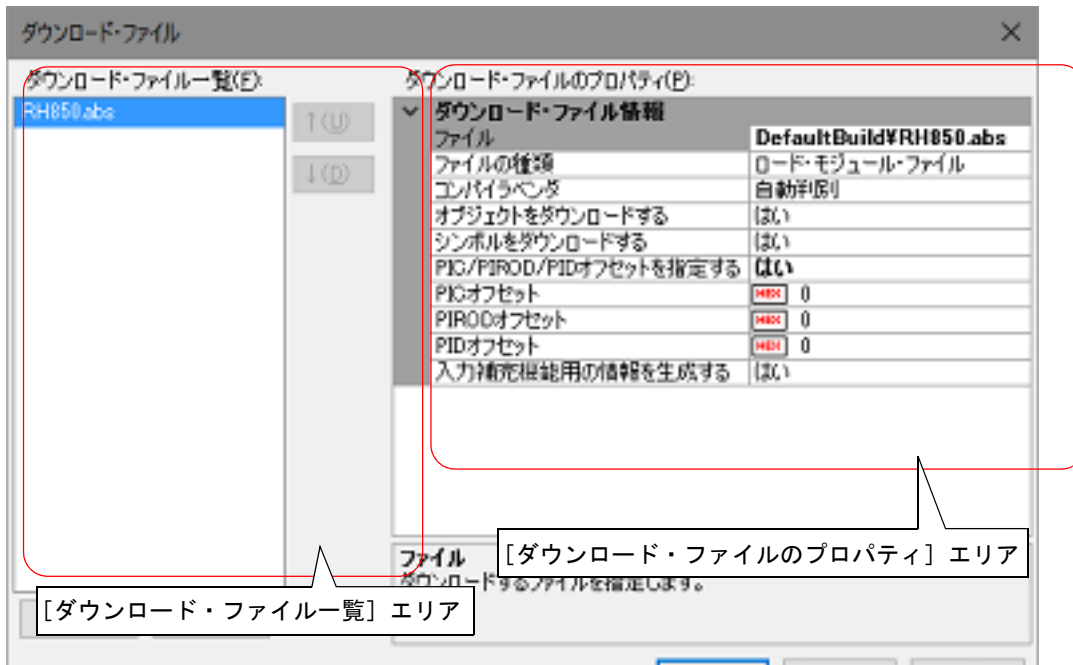 ダウンロード・ファイル
ダウンロード・ファイル一覧(F):
RH850.abs
↑(U)
↓(D)
ダウンロード・ファイルのプロパティ(P):
ダウンロード・ファイル情報
ファイル DefaultBuild¥RH850.abs
ファイルの種類 ロード・モジュール・ファイル
コンパイラベンダ 自動判別
オブジェクトをダウンロードする はい
シンボルをダウンロードする はい
PIC/PIROD/PIDオフセットを指定する はい
PICオフセット HEX 0
PIRODオフセット HEX 0
PIDオフセット HEX 0
入力補完機能用の情報を生成する はい
[ダウンロード・ファイルのプロパティ] エリア
ファイル
ダウンロードするファイルを指定します。
[ダウンロード・ファイル一覧] エリア